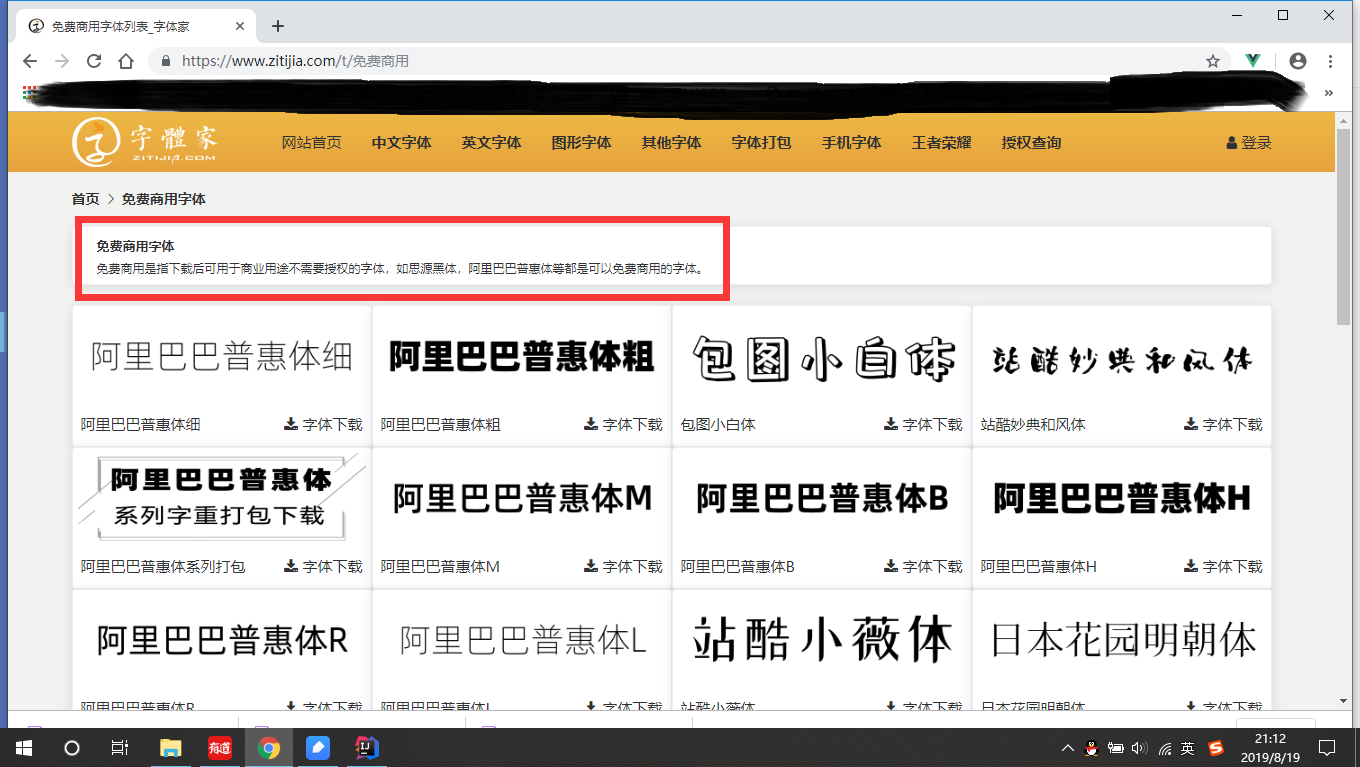 免费商用字体列表_字体家
https://www.zitijia.com/t/免费商用
字體家
ZITIJIA.COM
网站首页 中文字体 英文字体 图形字体 其他字体 字体打包 手机字体 王者荣耀 授权查询 登录
首页 > 免费商用字体
免费商用字体
免费商用是指下载后可用于商业用途不需要授权的字体，如思源黑体，阿里巴巴普惠体等都是可以免费商用的字体。
阿里巴巴普惠体细 阿里巴巴普惠体粗 包图小白体 站酷妙典和风体
阿里巴巴普惠体细 字体下载 阿里巴巴普惠体粗 字体下载 包图小白体 字体下载 站酷妙典和风体 字体下载
阿里巴巴普惠体
系列字重打包下载
阿里巴巴普惠体M 阿里巴巴普惠体B 阿里巴巴普惠体H
阿里巴巴普惠体系列打包 字体下载 阿里巴巴普惠体M 字体下载 阿里巴巴普惠体B 字体下载 阿里巴巴普惠体H 字体下载
阿里巴巴普惠体R 阿里巴巴普惠体L 站酷小薇体 日本花园明朝体
阿里巴巴普惠体R 字体下载 阿里巴巴普惠体L 字体下载 站酷小薇体 字体下载 日本花园明朝体 字体下载
有道
IJ
英
S
21:12
2019/8/19